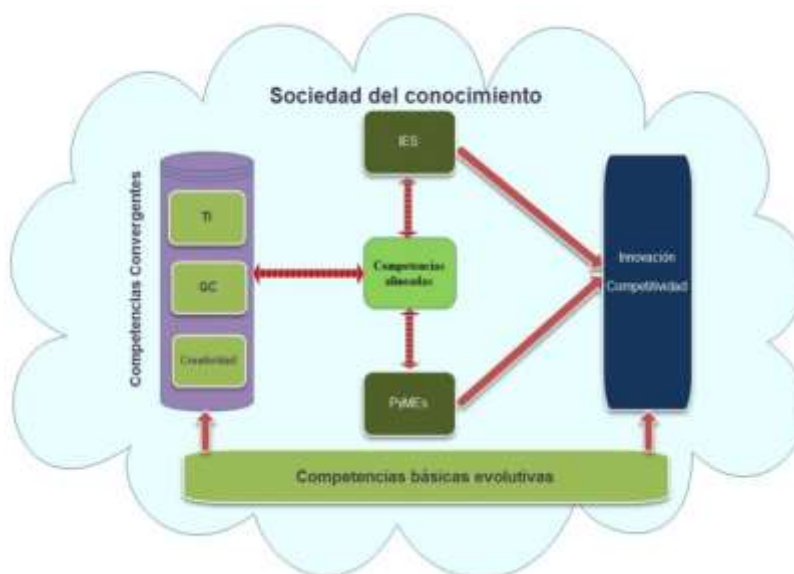 Sociedad del conocimiento
IES
Competencias Convergentes
TI
GC
Creatividad
Competencias
alineadas
Innovación
Competitividad
PyMEs
Competencias básicas evolutivas